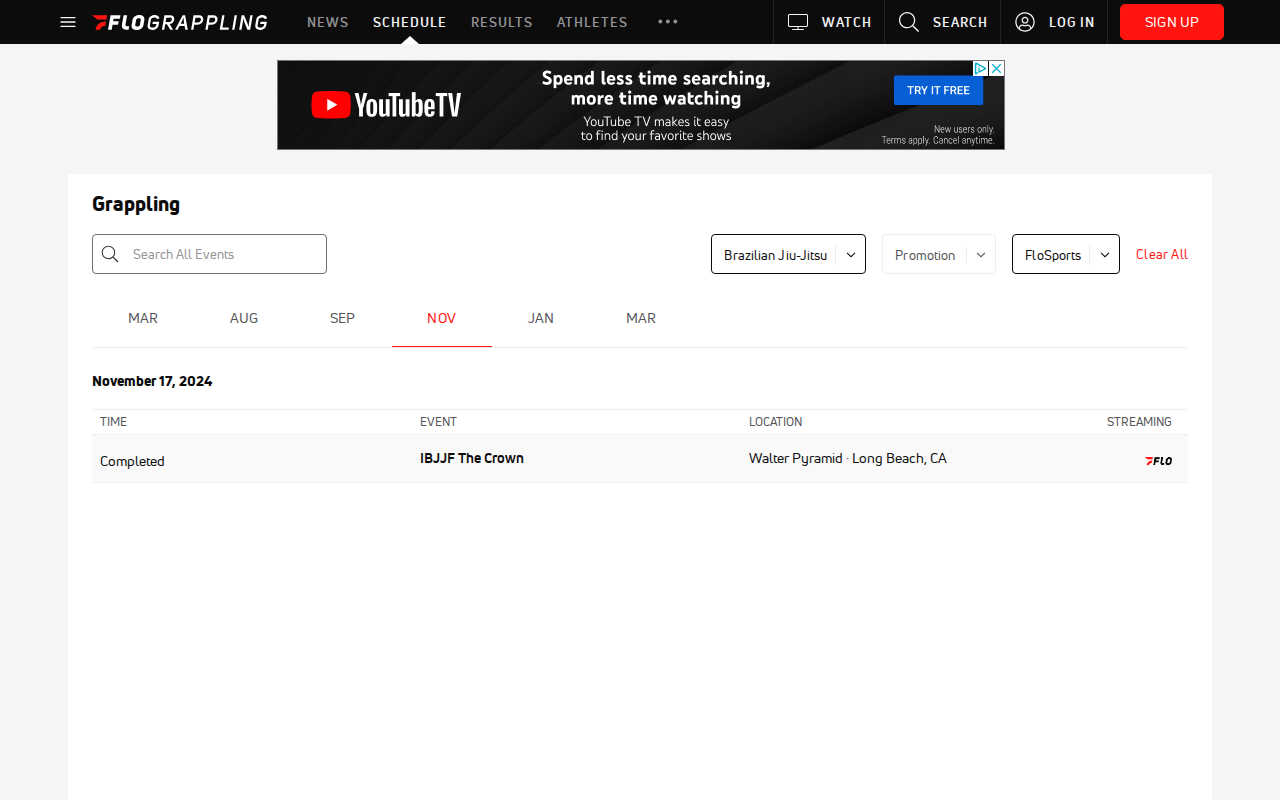 FLOGRAPPLING NEWS SCHEDULE RESULTS ATHLETES WATCH SEARCH LOG IN SIGN UP
YouTubeTV
Spend less time searching,
more time watching
YouTube TV makes it easy
to find your favorite shows
TRY IT FREE
New users only.
Terms apply. Cancel anytime.
Grappling
Search All Events Brazilian Jiu-Jitsu Promotion FloSports Clear All
MAR AUG SEP NOV JAN MAR
November 17, 2024
TIME EVENT LOCATION STREAMING
Completed IBJJF The Crown Walter Pyramid · Long Beach, CA FLO